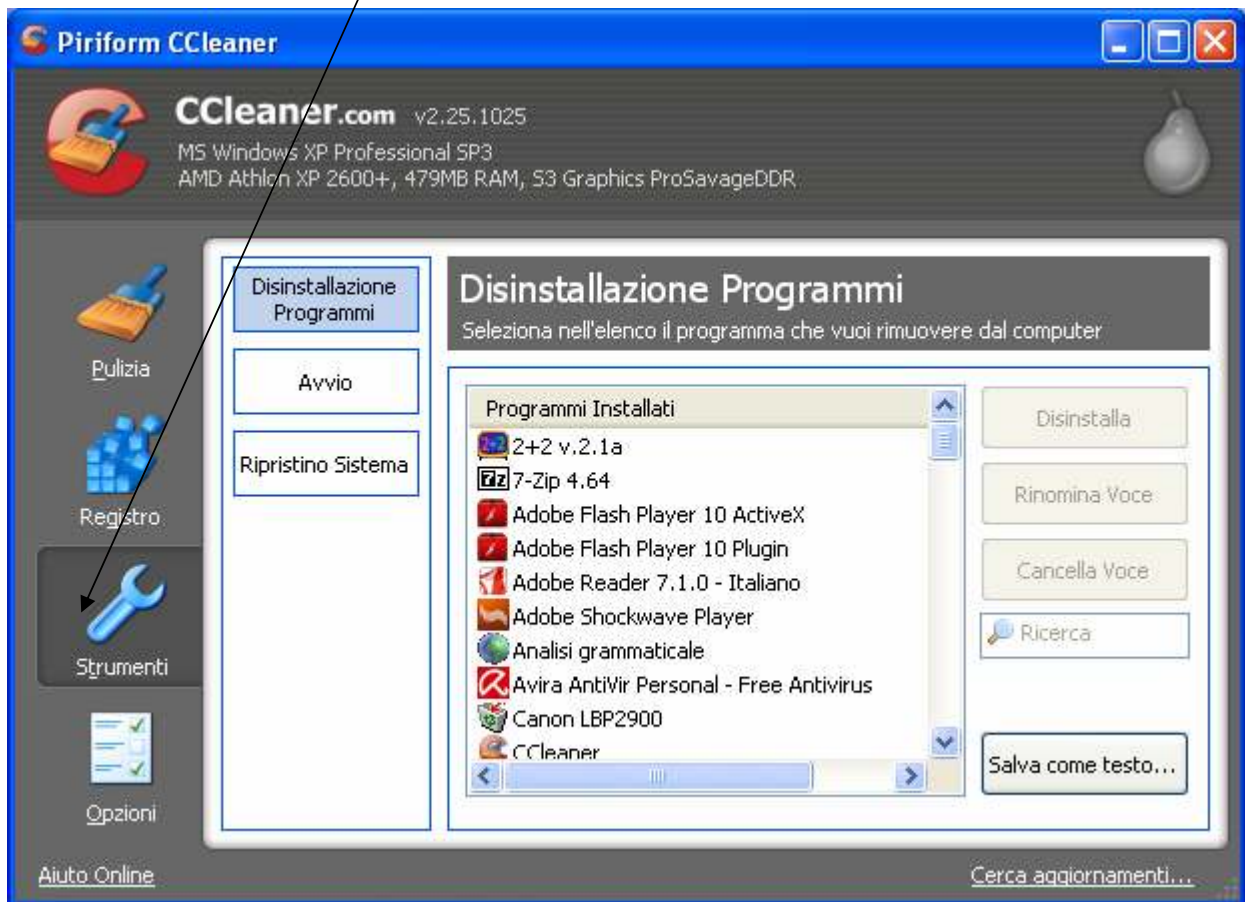 Piriform CCleaner
CCleaner.com v2.25.1025
MS Windows XP Professional SP3
AMD Athlon XP 2600+, 479MB RAM, S3 Graphics ProSavageDDR
Pulizia
Registro
Strumenti
Opzioni
Disinstallazione
Programmi
Avvio
Ripristino Sistema
Disinstallazione Programmi
Seleziona nell'elenco il programma che vuoi rimuovere dal computer
Programmi Installati
2+2 v.2.1a
7-Zip 4.64
Adobe Flash Player 10 ActiveX
Adobe Flash Player 10 Plugin
Adobe Reader 7.1.0 - Italiano
Adobe Shockwave Player
Analisi grammaticale
Avira AntiVir Personal - Free Antivirus
Canon LBP2900
CCleaner
Disinstalla
Rinomina Voce
Cancella Voce
Ricerca
Salva come testo...
Aiuto Online
Cerca aggiornamenti...